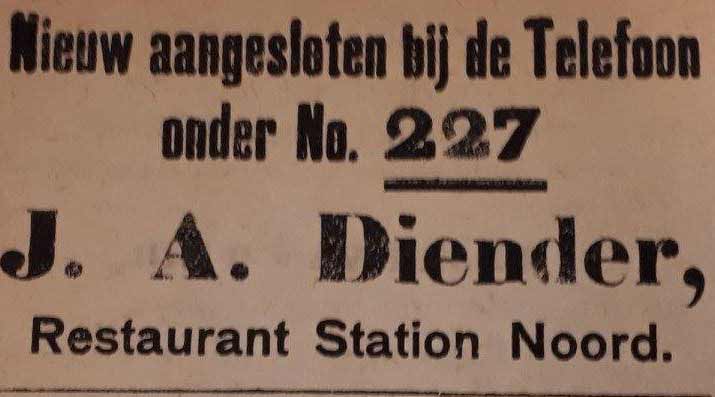 Nieuw aangesloten bij de Telefoon
onder No. 227
J. A. Diender,
Restaurant Station Noord.